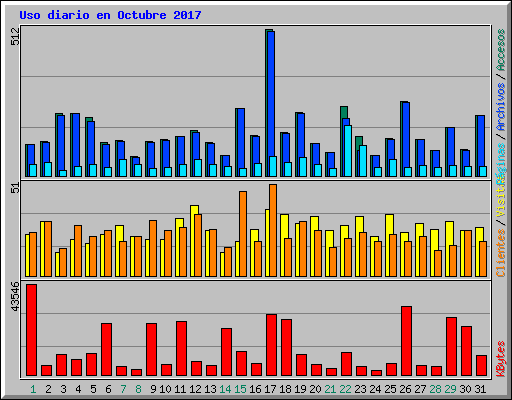 Uso diario en Octubre 2017
512
51
43546
Accesos / Archivos / Páginas / Visitas / Clientes
KBytes
1 2 3 4 5 6 7 8 9 10 11 12 13 14 15 16 17 18 19 20 21 22 23 24 25 26 27 28 29 30 31